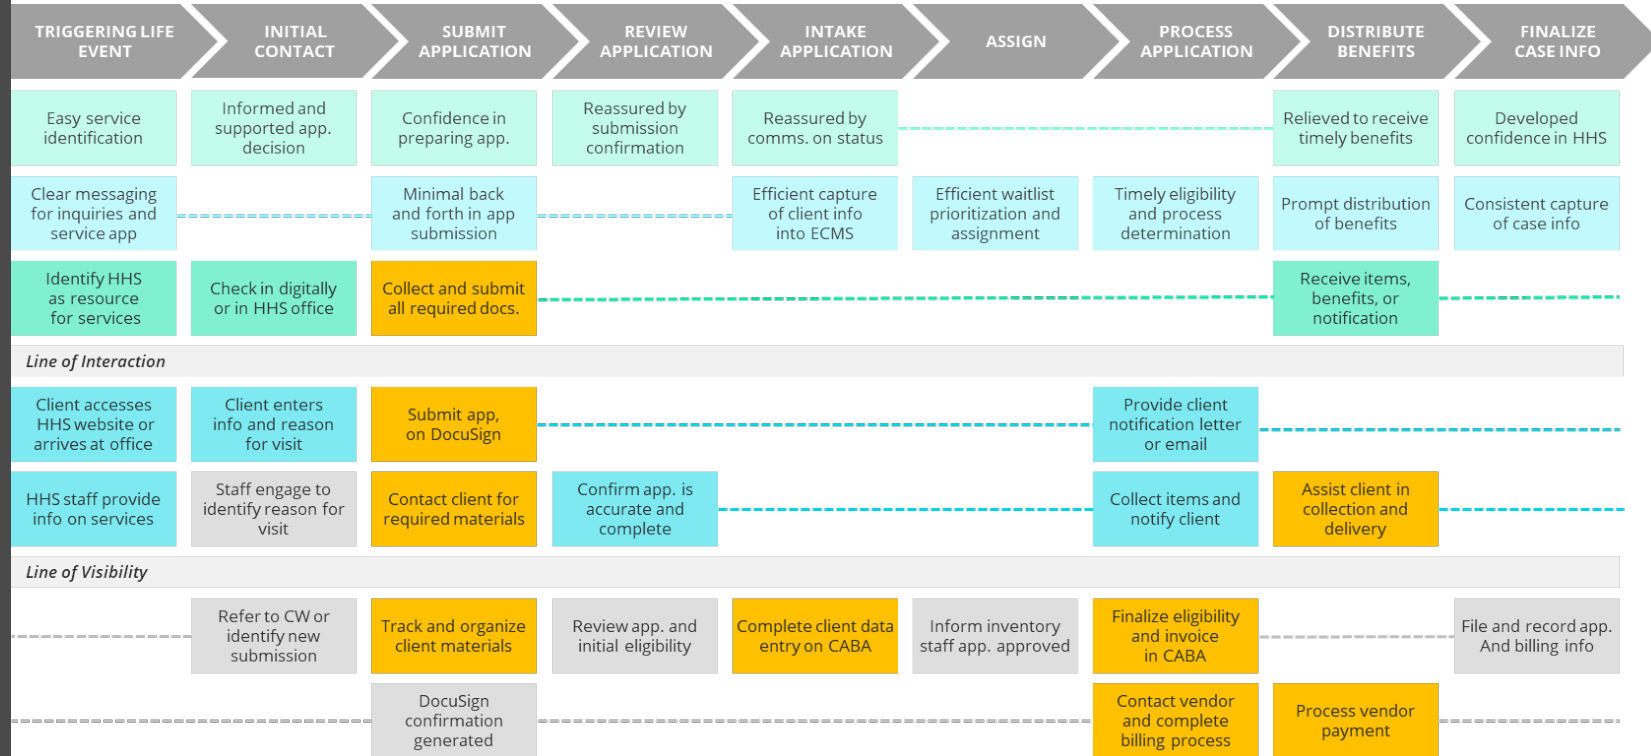 TRIGGERING LIFE
EVENT
INITIAL
CONTACT
SUBMIT
APPLICATION
REVIEW
APPLICATION
INTAKE
APPLICATION
ASSIGN
PROCESS
APPLICATION
DISTRIBUTE
BENEFITS
FINALIZE
CASE INFO
Easy service
identification
Informed and
supported app.
decision
Confidence in
preparing app.
Reassured by
submission
confirmation
Reassured by
comms. on status
Relieved to receive
timely benefits
Developed
confidence in HHS
Clear messaging
for inquiries and
service app
Minimal back
and forth in app
submission
Efficient capture
of client info
into ECMS
Efficient waitlist
prioritization and
assignment
Timely eligibility
and process
determination
Prompt distribution
of benefits
Consistent capture
of case info
Identify HHS
as resource
for services
Check in digitally
or in HHS office
Collect and submit
all required docs.
Receive items,
benefits, or
notification
Line of Interaction
Client accesses
HHS website or
arrives at office
Client enters
info and reason
for visit
Submit app,
on DocuSign
Provide client
notification letter
or email
HHS staff provide
info on services
Staff engage to
identify reason for
visit
Contact client for
required materials
Confirm app. is
accurate and
complete
Collect items and
notify client
Assist client in
collection and
delivery
Line of Visibility
Refer to CW or
identify new
submission
Track and organize
client materials
Review app. and
initial eligibility
Complete client data
entry on CABA
Inform inventory
staff app. approved
Finalize eligibility
and invoice
in CABA
File and record app.
And billing info
DocuSign
confirmation
generated
Contact vendor
and complete
billing process
Process vendor
payment